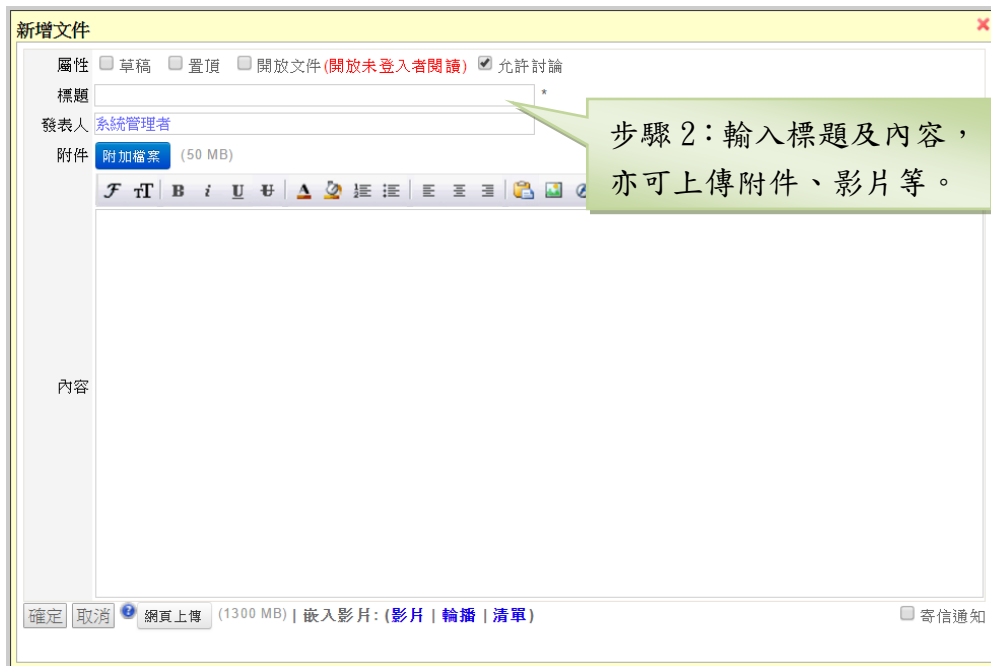 新增文件
屬性 草稿 置頂 開放文件(開放未登入者閱讀) 允許討論
標題 *
發表人 系統管理者
附件 附加檔案 (50 MB)
步驟 2：輸入標題及內容，
亦可上傳附件、影片等。
內容
確定 取消 網頁上傳 (1300 MB) | 嵌入影片: (影片 | 輪播 | 清單) 寄信通知